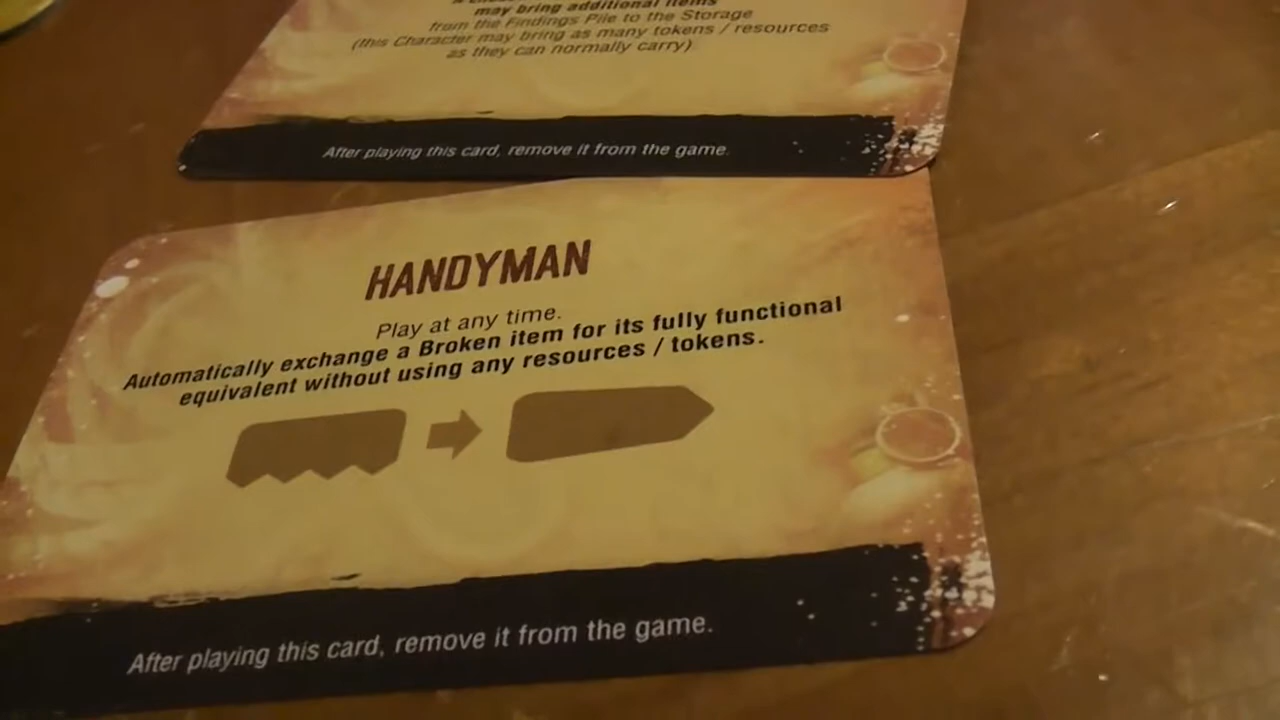 may bring additional items
from the Findings Pile to the Storage
(this Character may bring as many tokens / resources
as they can normally carry)
After playing this card, remove it from the game.
HANDYMAN
Play at any time.
Automatically exchange a Broken item for its fully functional
equivalent without using any resources / tokens.
After playing this card, remove it from the game.